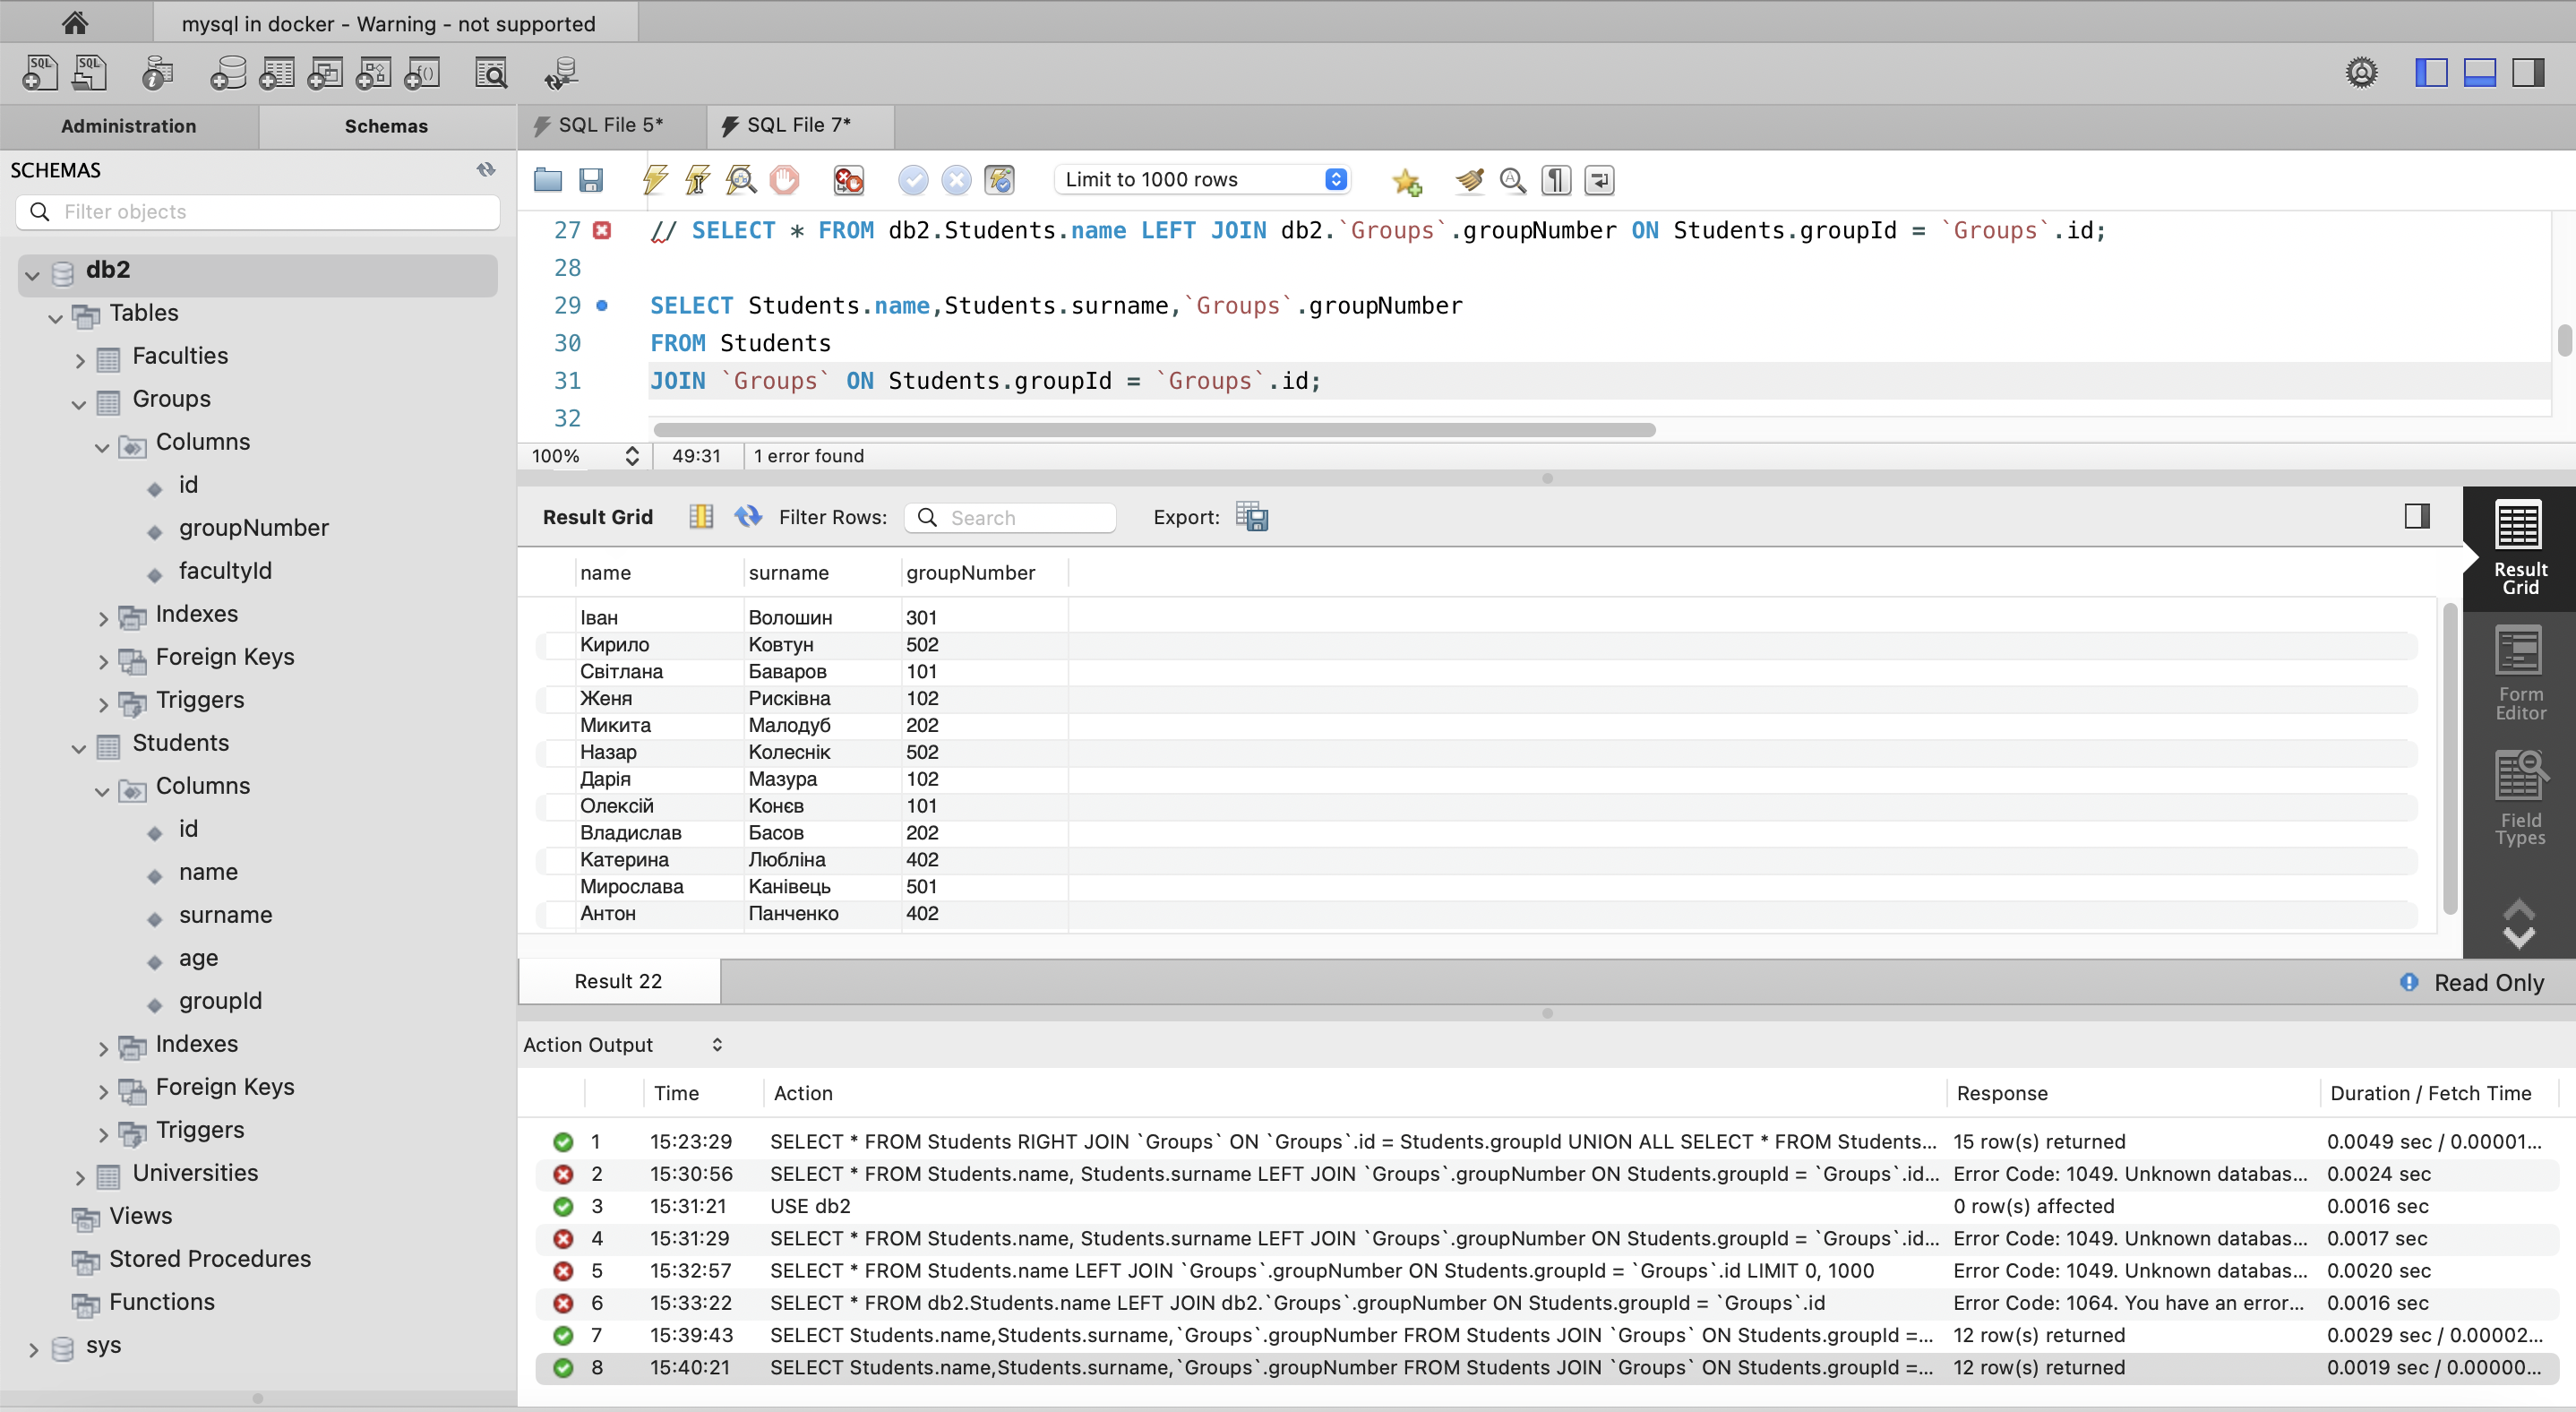 mysql in docker - Warning - not supported
Administration
Schemas
SQL File 5*
SQL File 7*
SCHEMAS
Filter objects
Limit to 1000 rows
db2
Tables
Faculties
Groups
Columns
id
groupNumber
facultyId
Indexes
Foreign Keys
Triggers
Students
Columns
id
name
surname
age
groupId
Indexes
Foreign Keys
Triggers
Universities
Views
Stored Procedures
Functions
sys
27 // SELECT * FROM db2.Students.name LEFT JOIN db2.`Groups`.groupNumber ON Students.groupId = `Groups`.id;
28
29 SELECT Students.name,Students.surname,`Groups`.groupNumber
30 FROM Students
31 JOIN `Groups` ON Students.groupId = `Groups`.id;
32
100% 49:31 1 error found
Result Grid Filter Rows: Search Export:
name surname groupNumber
Іван Волошин 301
Кирило Ковтун 502
Світлана Баваров 101
Женя Рисківна 102
Микита Малодуб 202
Назар Колеснік 502
Дарія Мазура 102
Олексій Конєв 101
Владислав Басов 202
Катерина Любліна 402
Мирослава Канівець 501
Антон Панченко 402
Result
Grid
Form
Editor
Field
Types
Result 22
Read Only
Action Output
Time Action Response Duration / Fetch Time
1 15:23:29 SELECT * FROM Students RIGHT JOIN `Groups` ON `Groups`.id = Students.groupId UNION ALL SELECT * FROM Students... 15 row(s) returned 0.0049 sec / 0.00001...
2 15:30:56 SELECT * FROM Students.name, Students.surname LEFT JOIN `Groups`.groupNumber ON Students.groupId = `Groups`.id... Error Code: 1049. Unknown databas... 0.0024 sec
3 15:31:21 USE db2 0 row(s) affected 0.0016 sec
4 15:31:29 SELECT * FROM Students.name, Students.surname LEFT JOIN `Groups`.groupNumber ON Students.groupId = `Groups`.id... Error Code: 1049. Unknown databas... 0.0017 sec
5 15:32:57 SELECT * FROM Students.name LEFT JOIN `Groups`.groupNumber ON Students.groupId = `Groups`.id LIMIT 0, 1000 Error Code: 1049. Unknown databas... 0.0020 sec
6 15:33:22 SELECT * FROM db2.Students.name LEFT JOIN db2.`Groups`.groupNumber ON Students.groupId = `Groups`.id Error Code: 1064. You have an error... 0.0016 sec
7 15:39:43 SELECT Students.name,Students.surname,`Groups`.groupNumber FROM Students JOIN `Groups` ON Students.groupId =... 12 row(s) returned 0.0029 sec / 0.00002...
8 15:40:21 SELECT Students.name,Students.surname,`Groups`.groupNumber FROM Students JOIN `Groups` ON Students.groupId =... 12 row(s) returned 0.0019 sec / 0.00000...